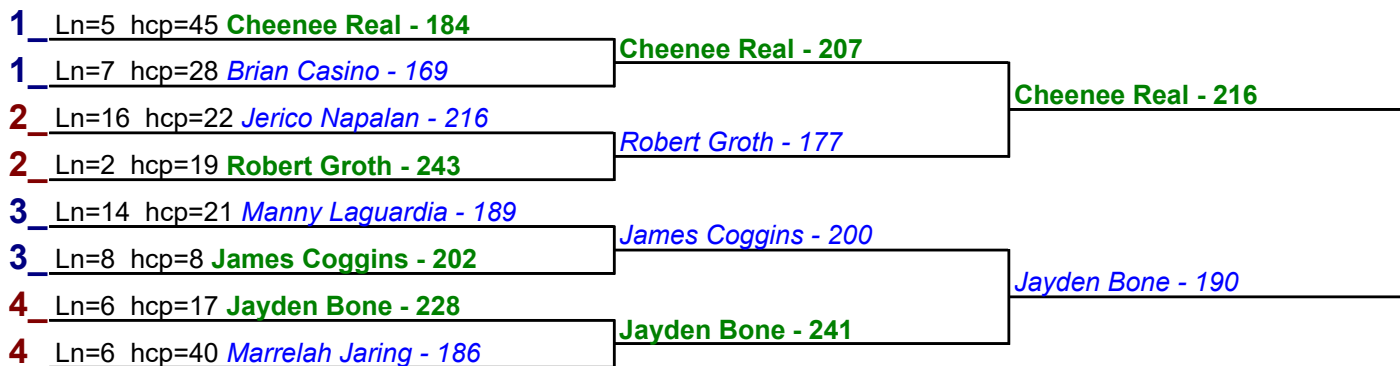 1_ Ln=5 hcp=45 Cheenee Real - 184
Cheenee Real - 207
1_ Ln=7 hcp=28 Brian Casino - 169
Cheenee Real - 216
2_ Ln=16 hcp=22 Jerico Napalan - 216
Robert Groth - 177
2_ Ln=2 hcp=19 Robert Groth - 243
3_ Ln=14 hcp=21 Manny Laguardia - 189
James Coggins - 200
3_ Ln=8 hcp=8 James Coggins - 202
Jayden Bone - 190
4_ Ln=6 hcp=17 Jayden Bone - 228
Jayden Bone - 241
4 Ln=6 hcp=40 Marrelah Jaring - 186